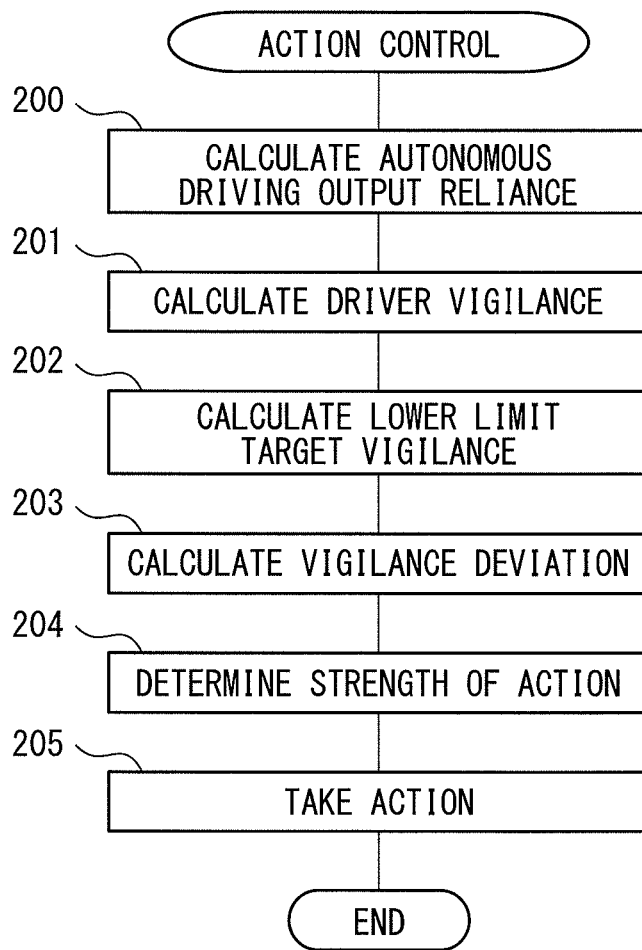 ACTION CONTROL
200
CALCULATE AUTONOMOUS
DRIVING OUTPUT RELIANCE
201
CALCULATE DRIVER VIGILANCE
202
CALCULATE LOWER LIMIT
TARGET VIGILANCE
203
CALCULATE VIGILANCE DEVIATION
204
DETERMINE STRENGTH OF ACTION
205
TAKE ACTION
END